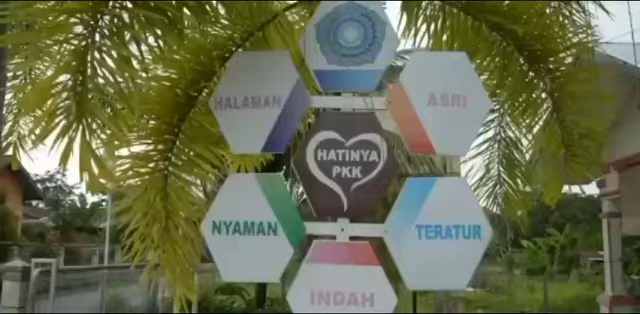 HALAMAN
ASRI
HATINYA
PKK
NYAMAN
TERATUR
INDAH